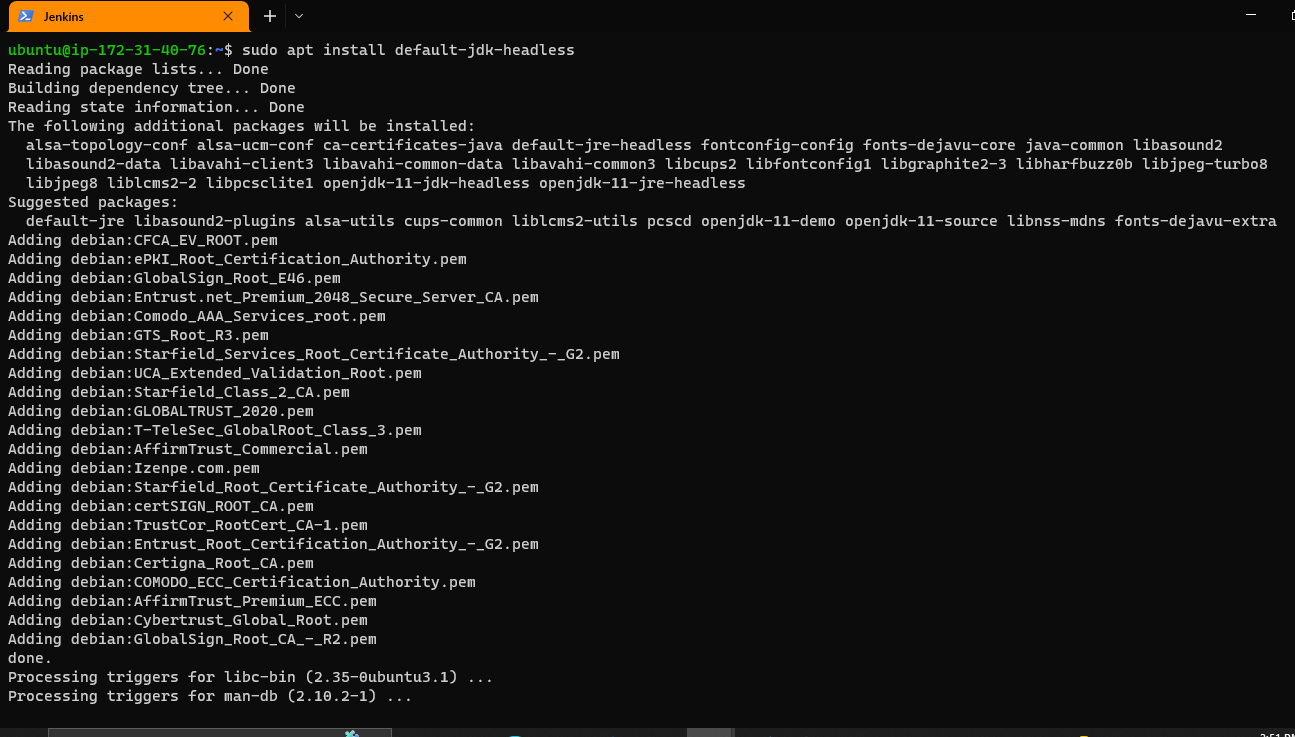 Jenkins
ubuntu@ip-172-31-40-76:~$ sudo apt install default-jdk-headless
Reading package lists... Done
Building dependency tree... Done
Reading state information... Done
The following additional packages will be installed:
  alsa-topology-conf alsa-ucm-conf ca-certificates-java default-jre-headless fontconfig-config fonts-dejavu-core java-common libasound2
  libasound2-data libavahi-client3 libavahi-common-data libavahi-common3 libcups2 libfontconfig1 libgraphite2-3 libharfbuzz0b libjpeg-turbo8
  libjpeg8 liblcms2-2 libpcsclite1 openjdk-11-jdk-headless openjdk-11-jre-headless
Suggested packages:
  default-jre libasound2-plugins alsa-utils cups-common liblcms2-utils pcscd openjdk-11-demo openjdk-11-source libnss-mdns fonts-dejavu-extra
Adding debian:CFCA_EV_ROOT.pem
Adding debian:ePKI_Root_Certification_Authority.pem
Adding debian:GlobalSign_Root_E46.pem
Adding debian:Entrust.net_Premium_2048_Secure_Server_CA.pem
Adding debian:Comodo_AAA_Services_root.pem
Adding debian:GTS_Root_R3.pem
Adding debian:Starfield_Services_Root_Certificate_Authority_-_G2.pem
Adding debian:UCA_Extended_Validation_Root.pem
Adding debian:Starfield_Class_2_CA.pem
Adding debian:GLOBALTRUST_2020.pem
Adding debian:T-TeleSec_GlobalRoot_Class_3.pem
Adding debian:AffirmTrust_Commercial.pem
Adding debian:Izenpe.com.pem
Adding debian:Starfield_Root_Certificate_Authority_-_G2.pem
Adding debian:certSIGN_ROOT_CA.pem
Adding debian:TrustCor_RootCert_CA-1.pem
Adding debian:Entrust_Root_Certification_Authority_-_G2.pem
Adding debian:Certigna_Root_CA.pem
Adding debian:COMODO_ECC_Certification_Authority.pem
Adding debian:AffirmTrust_Premium_ECC.pem
Adding debian:Cybertrust_Global_Root.pem
Adding debian:GlobalSign_Root_CA_-_R2.pem
done.
Processing triggers for libc-bin (2.35-0ubuntu3.1) ...
Processing triggers for man-db (2.10.2-1) ...